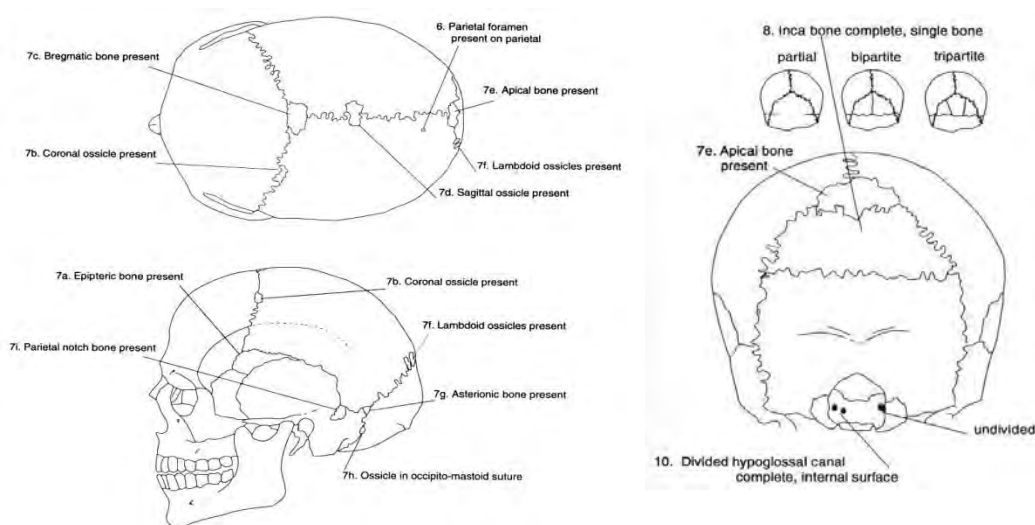 6. Parietal foramen
present on parietal
7c. Bregmatic bone present
7e. Apical bone present
7b. Coronal ossicle present
7f. Lambdoid ossicles present
7d. Sagittal ossicle present
7a. Epipteric bone present
7b. Coronal ossicle present
7f. Lambdoid ossicles present
7i. Parietal notch bone present
7g. Asterionic bone present
7h. Ossicle in occipito-mastoid suture
8. Inca bone complete, single bone
partial bipartite tripartite
7e. Apical bone
present
undivided
10. Divided hypoglossal canal
complete, internal surface